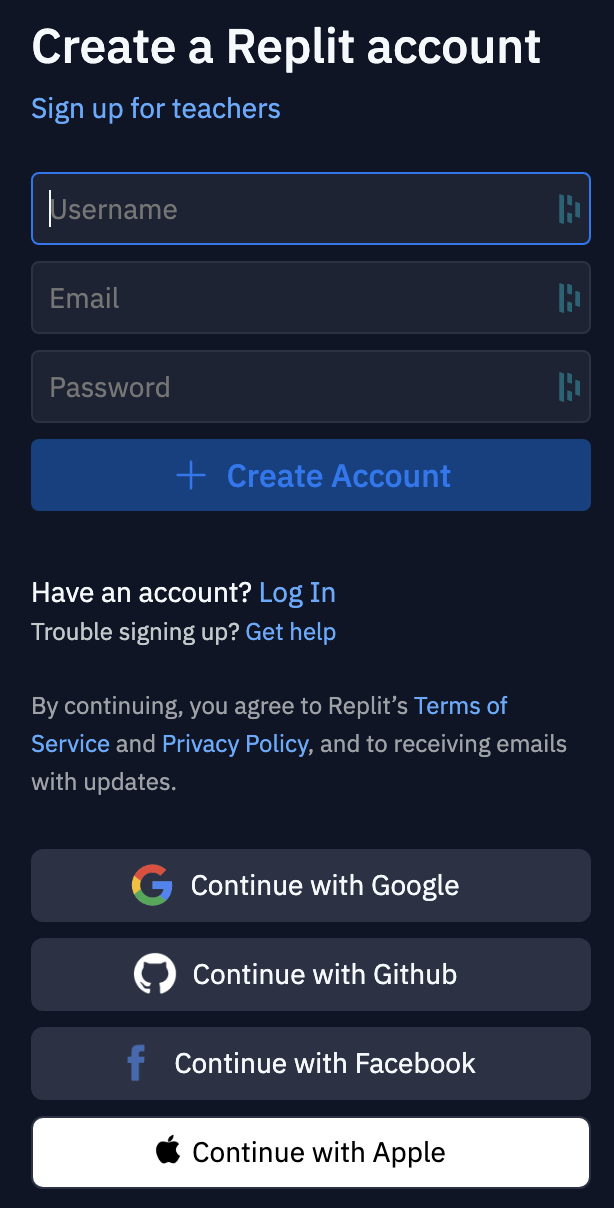 Create a Replit account
Sign up for teachers
Username
Email
Password
Create Account
Have an account? Log In
Trouble signing up? Get help
By continuing, you agree to Replit’s Terms of
Service and Privacy Policy, and to receiving emails
with updates.
Continue with Google
Continue with Github
Continue with Facebook
Continue with Apple